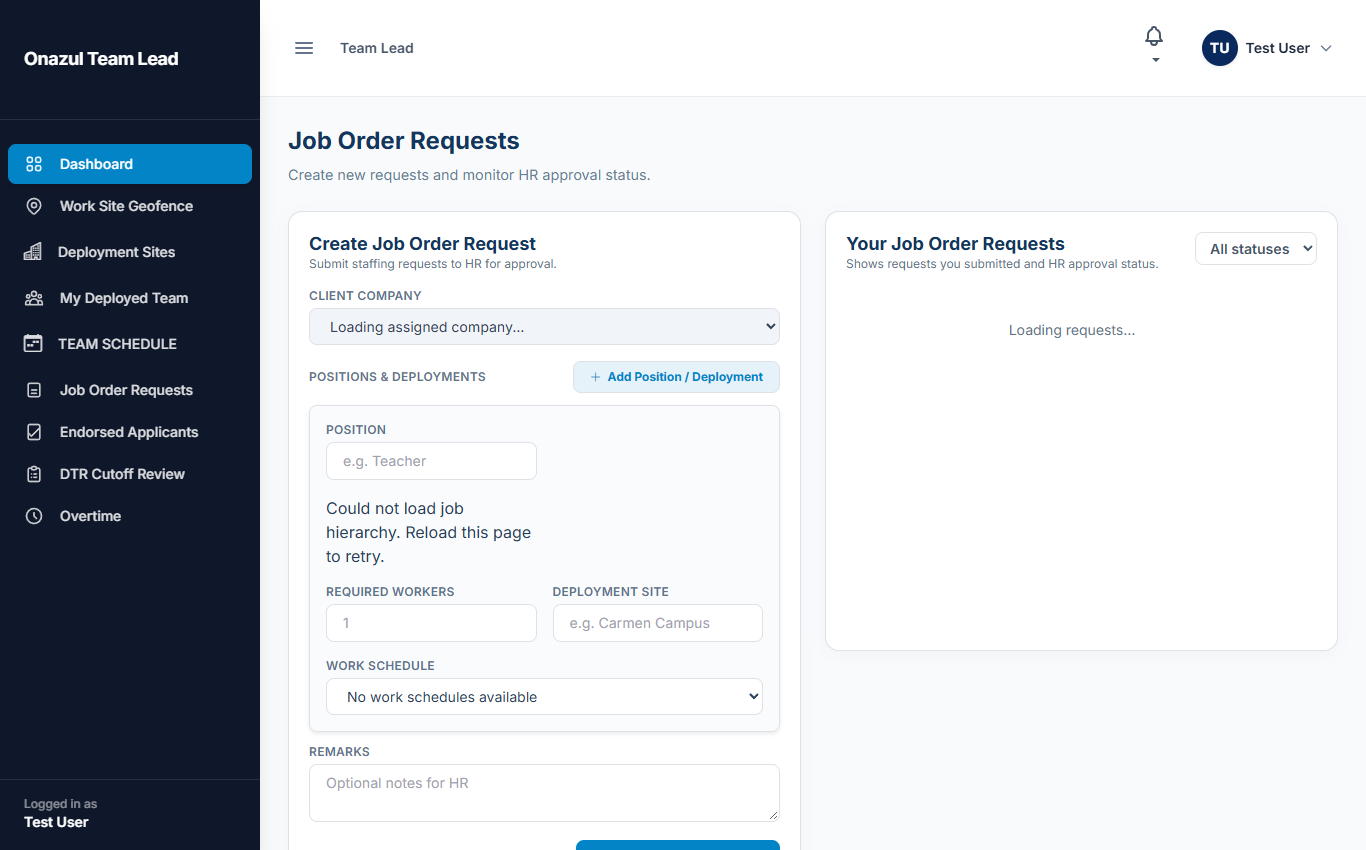 Onazul Team Lead
Dashboard
Work Site Geofence
Deployment Sites
My Deployed Team
TEAM SCHEDULE
Job Order Requests
Endorsed Applicants
DTR Cutoff Review
Overtime
Logged in as
Test User
Team Lead
TU
Test User
Job Order Requests
Create new requests and monitor HR approval status.
Create Job Order Request
Submit staffing requests to HR for approval.
CLIENT COMPANY
Loading assigned company...
POSITIONS & DEPLOYMENTS
Add Position / Deployment
POSITION
e.g. Teacher
Could not load job
hierarchy. Reload this page
to retry.
REQUIRED WORKERS
DEPLOYMENT SITE
1
e.g. Carmen Campus
WORK SCHEDULE
No work schedules available
REMARKS
Optional notes for HR
Your Job Order Requests
Shows requests you submitted and HR approval status.
All statuses
Loading requests...